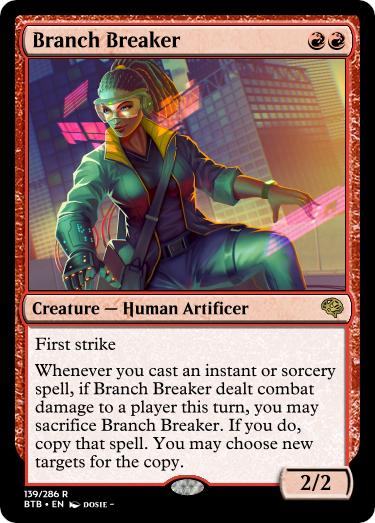 Branch Breaker
Creature — Human Artificer
First strike
Whenever you cast an instant or sorcery
spell, if Branch Breaker dealt combat
damage to a player this turn, you may
sacrifice Branch Breaker. If you do,
copy that spell. You may choose new
targets for the copy.
2/2
139/286 R
BTB • EN DOSIE -